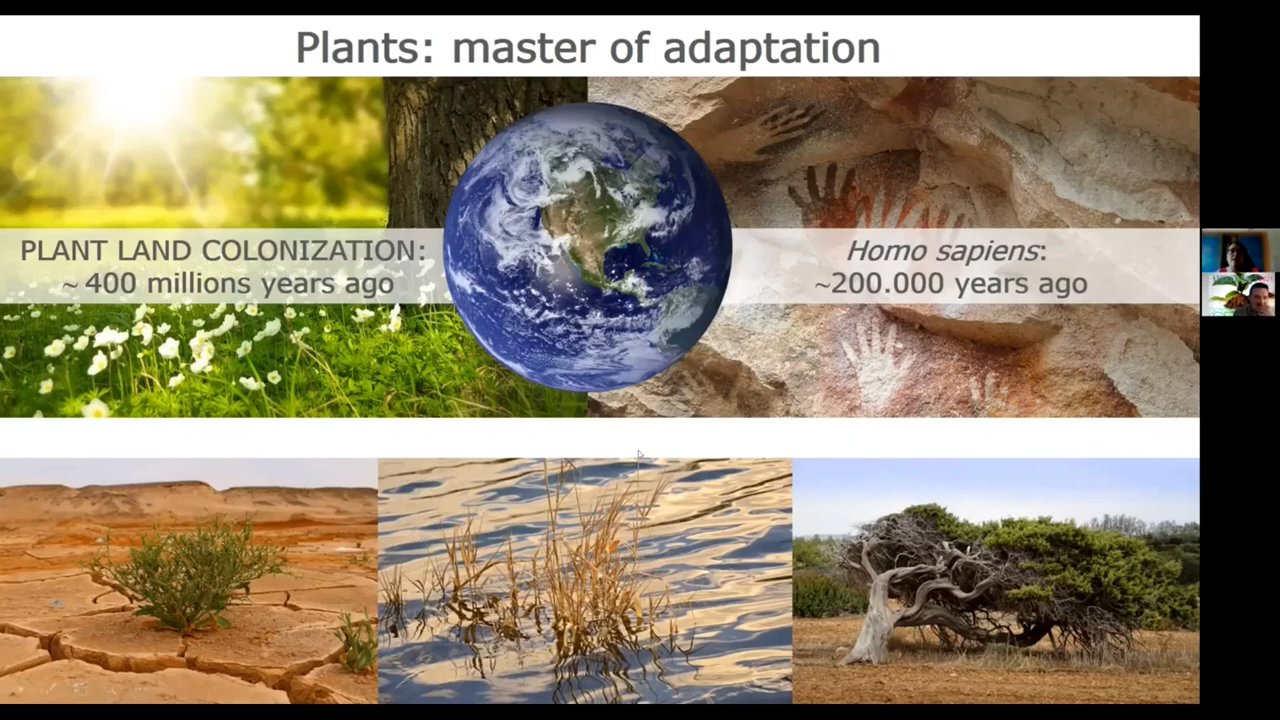 Plants: master of adaptation
PLANT LAND COLONIZATION:
~ 400 millions years ago
Homo sapiens:
~200.000 years ago